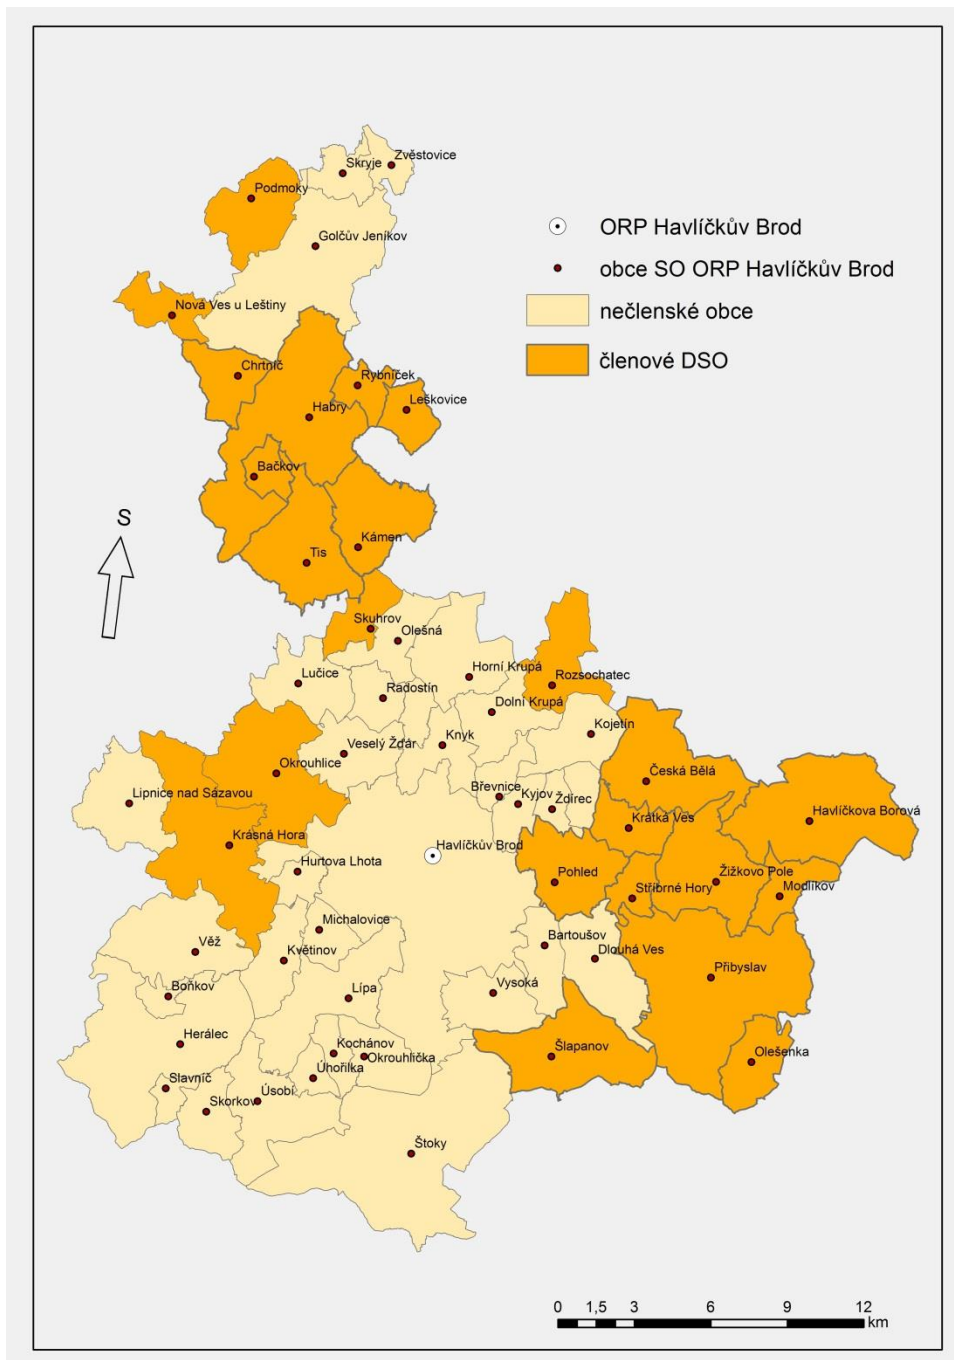 Zvěstovice
Skryje
Podmoky
Golčův Jeníkov
ORP Havlíčkův Brod
obce SO ORP Havlíčkův Brod
nečlenské obce
členové DSO
Nová Ves u Leštiny
Chrtníč
Rybníček
Leškovice
Habry
Bačkov
S
Kámen
Tis
Skuhrov
Olešná
Lučice
Horní Krupá
Rozsochatec
Radostín
Dolní Krupá
Kojetín
Knyk
Veselý Žďár
Okrouhlice
Česká Bělá
Lipnice nad Sázavou
Břevnice
Kyjov
Ždírec
Havlíčkova Borová
Krátká Ves
Krásná Hora
Havlíčkův Brod
Hurtova Lhota
Pohled
Žižkovo Pole
Stříbrné Hory
Modlíkov
Michalovice
Věž
Květinov
Bartoušov
Dlouhá Ves
Přibyslav
Boňkov
Lípa
Vysoká
Herálec
Kochánov
Okrouhlička
Šlapanov
Olešenka
Úhořilka
Slavníč
Skorkov
Úsobí
Štoky
0 1,5 3 6 9 12
km